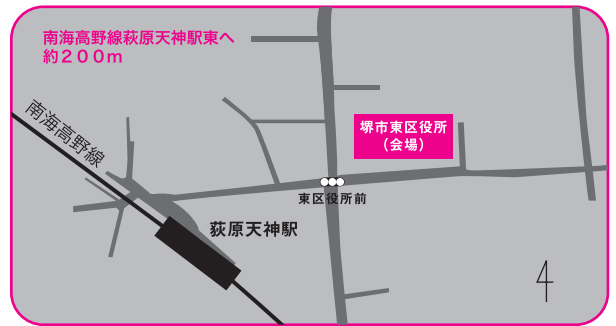 南海高野線萩原天神駅東へ
約200m
南海高野線
堺市東区役所
（会場）
東区役所前
荻原天神駅